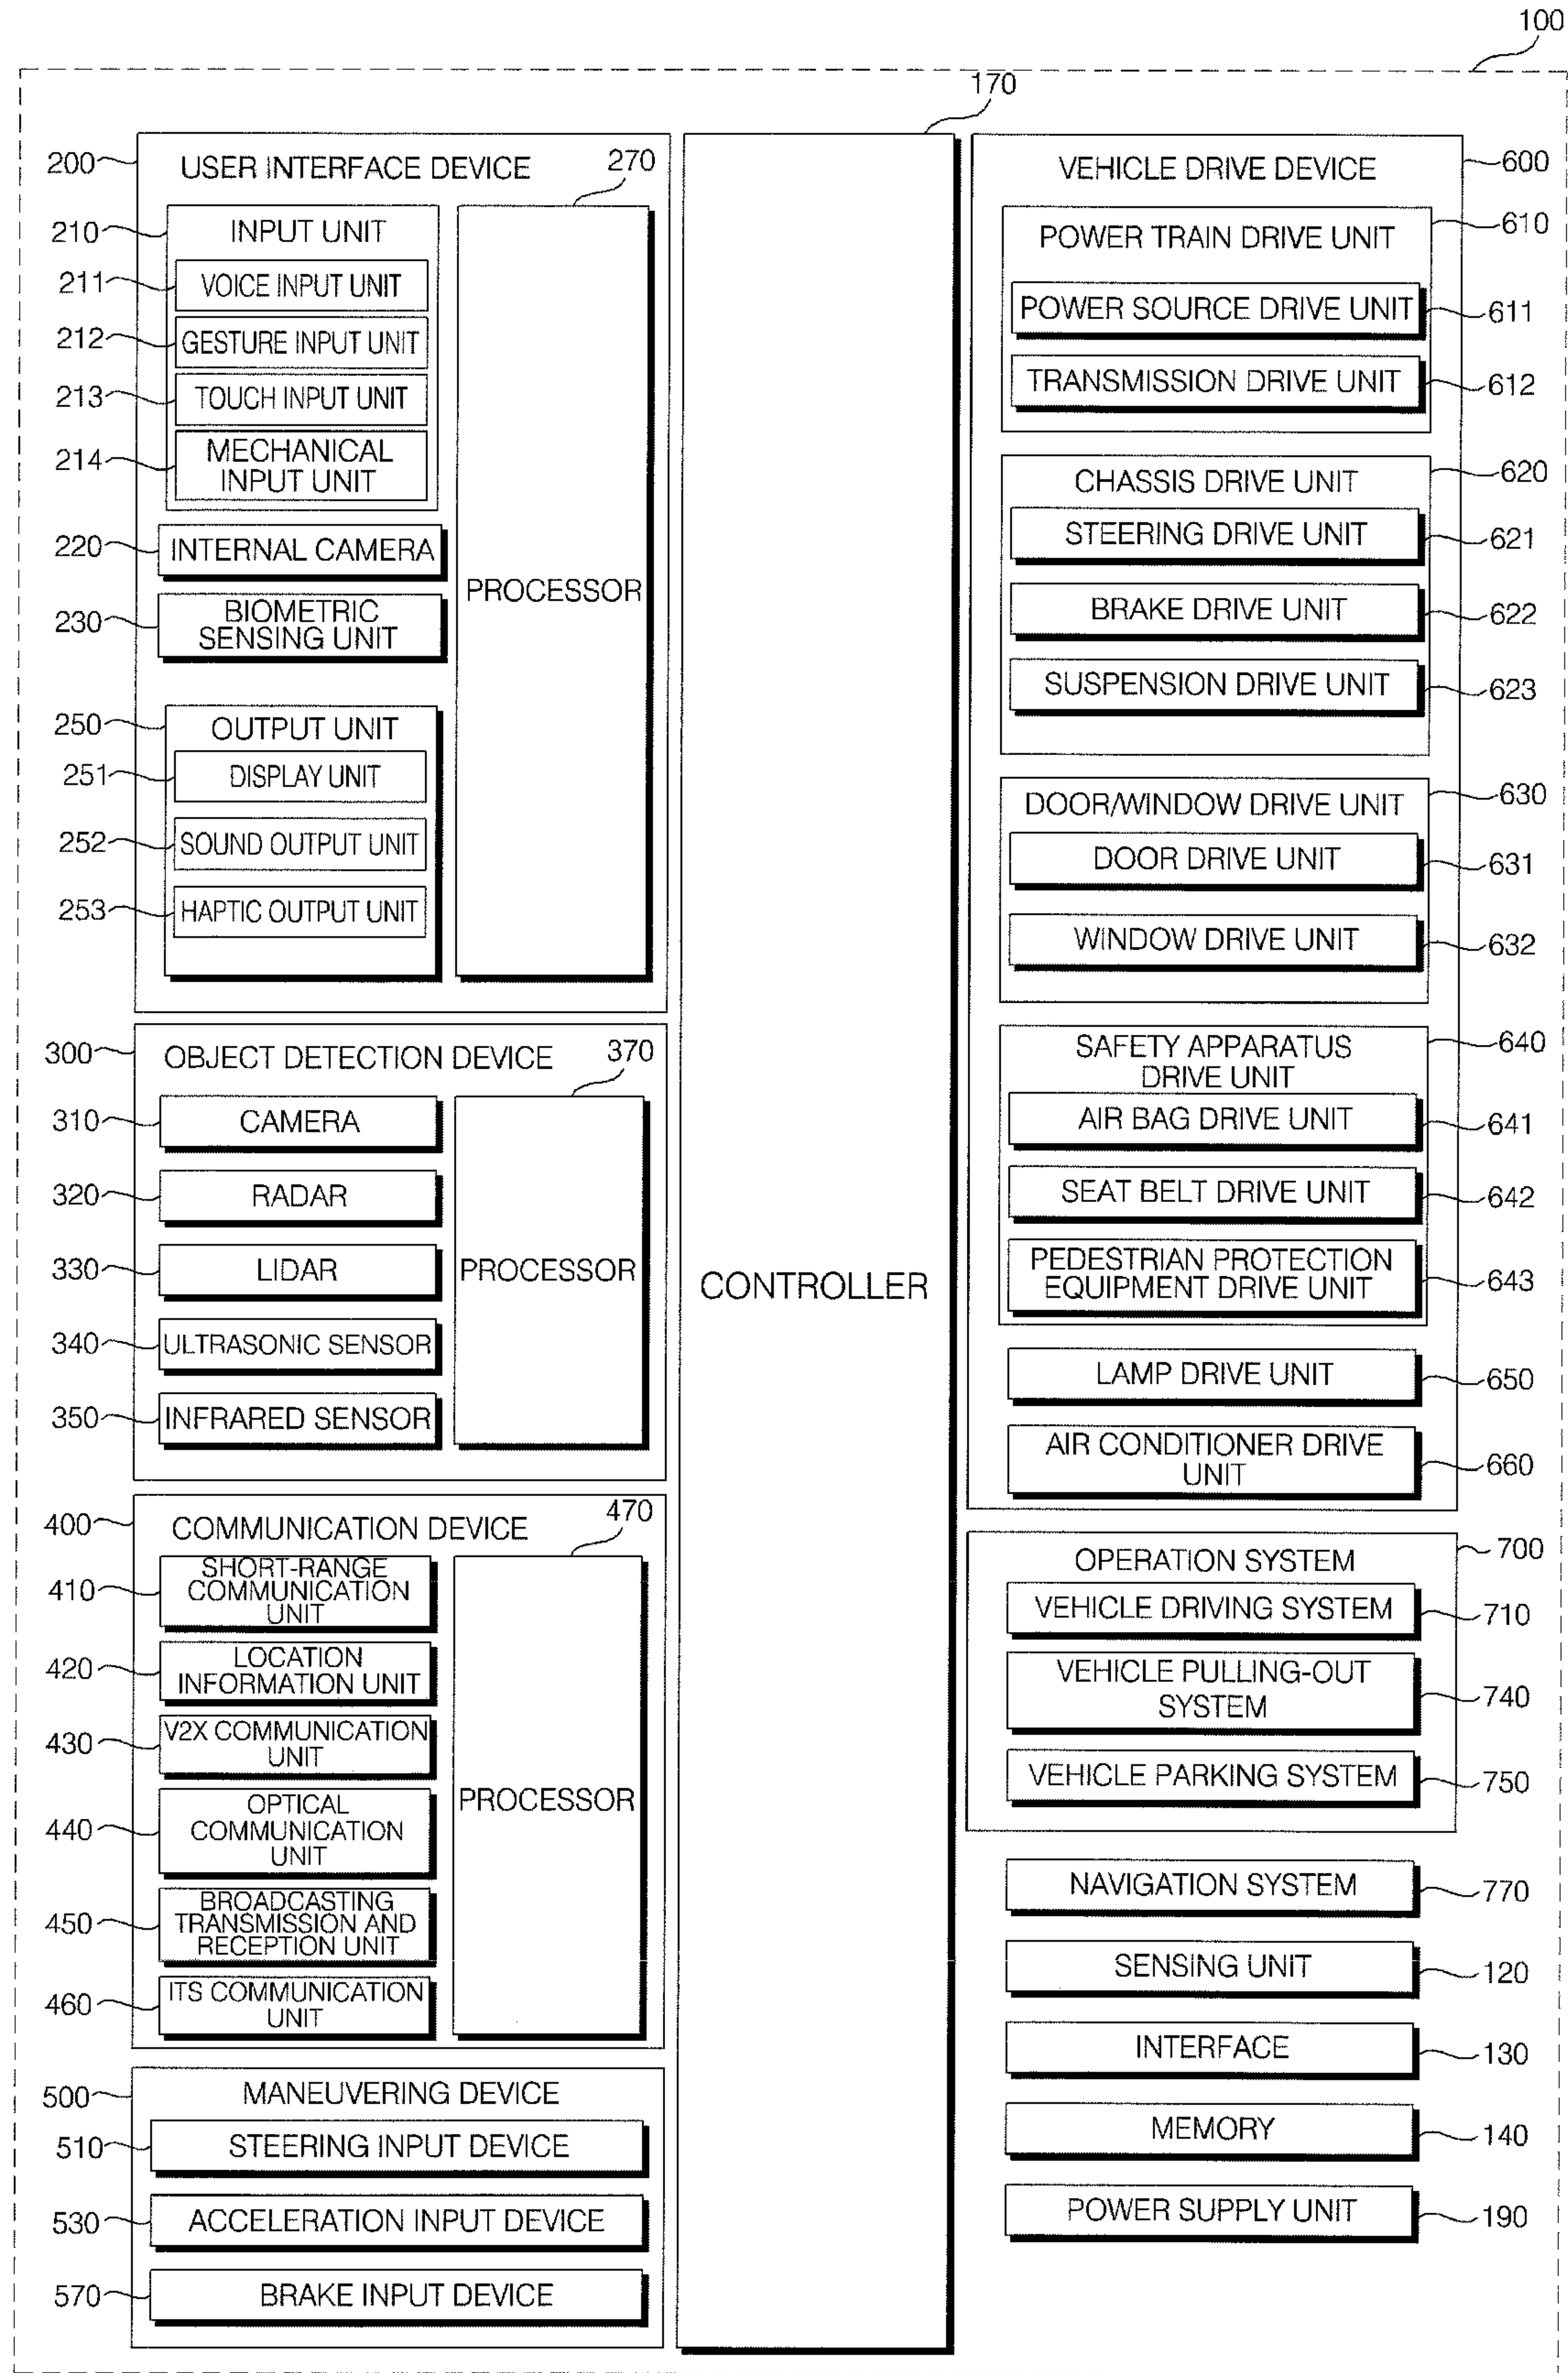 100
170
200
USER INTERFACE DEVICE
270
210
INPUT UNIT
211
VOICE INPUT UNIT
212
GESTURE INPUT UNIT
213
TOUCH INPUT UNIT
214
MECHANICAL
INPUT UNIT
220
INTERNAL CAMERA
230
BIOMETRIC
SENSING UNIT
PROCESSOR
250
OUTPUT UNIT
251
DISPLAY UNIT
252
SOUND OUTPUT UNIT
253
HAPTIC OUTPUT UNIT
300
OBJECT DETECTION DEVICE
370
310
CAMERA
320
RADAR
330
LIDAR
PROCESSOR
340
ULTRASONIC SENSOR
350
INFRARED SENSOR
400
COMMUNICATION DEVICE
470
410
SHORT-RANGE
COMMUNICATION
UNIT
420
LOCATION
INFORMATION UNIT
430
V2X COMMUNICATION
UNIT
440
OPTICAL
COMMUNICATION
UNIT
PROCESSOR
450
BROADCASTING
TRANSMISSION AND
RECEPTION UNIT
460
ITS COMMUNICATION
UNIT
500
MANEUVERING DEVICE
510
STEERING INPUT DEVICE
530
ACCELERATION INPUT DEVICE
570
BRAKE INPUT DEVICE
CONTROLLER
VEHICLE DRIVE DEVICE
600
POWER TRAIN DRIVE UNIT
610
POWER SOURCE DRIVE UNIT
611
TRANSMISSION DRIVE UNIT
612
CHASSIS DRIVE UNIT
620
STEERING DRIVE UNIT
621
BRAKE DRIVE UNIT
622
SUSPENSION DRIVE UNIT
623
DOOR/WINDOW DRIVE UNIT
630
DOOR DRIVE UNIT
631
WINDOW DRIVE UNIT
632
SAFETY APPARATUS
DRIVE UNIT
640
AIR BAG DRIVE UNIT
641
SEAT BELT DRIVE UNIT
642
PEDESTRIAN PROTECTION
EQUIPMENT DRIVE UNIT
643
LAMP DRIVE UNIT
650
AIR CONDITIONER DRIVE
UNIT
660
OPERATION SYSTEM
700
VEHICLE DRIVING SYSTEM
710
VEHICLE PULLING-OUT
SYSTEM
740
VEHICLE PARKING SYSTEM
750
NAVIGATION SYSTEM
770
SENSING UNIT
120
INTERFACE
130
MEMORY
140
POWER SUPPLY UNIT
190